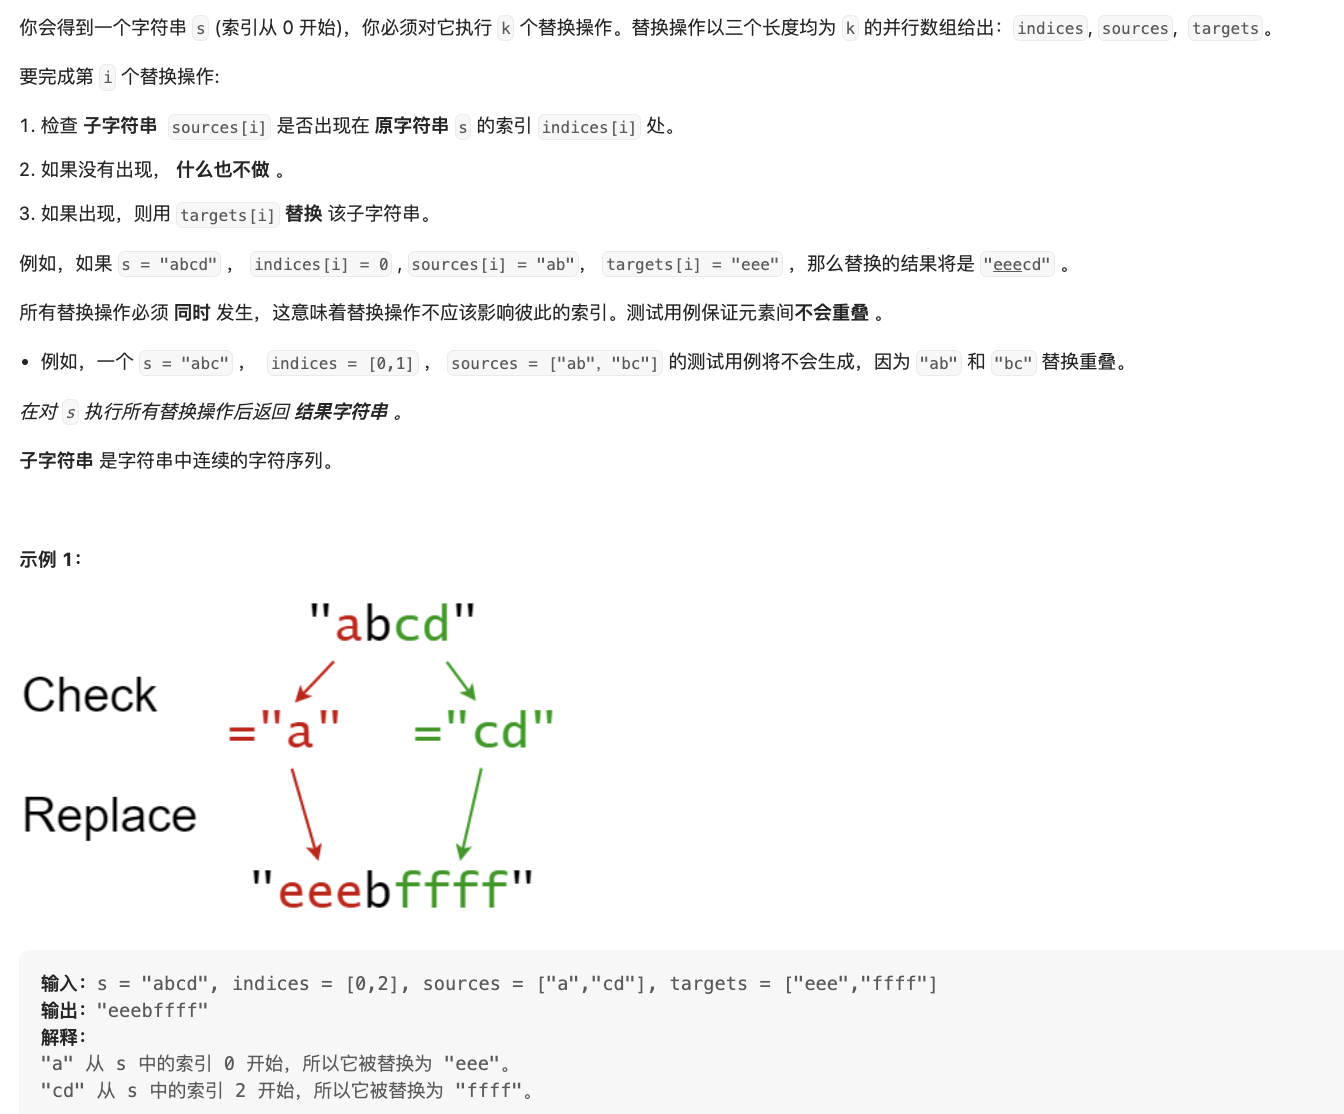 你会得到一个字符串 s (索引从 0 开始)，你必须对它执行 k 个替换操作。替换操作以三个长度均为 k 的并行数组给出：indices, sources, targets。
要完成第 i 个替换操作:
1. 检查 子字符串 sources[i] 是否出现在 原字符串 s 的索引 indices[i] 处。
2. 如果没有出现， 什么也不做 。
3. 如果出现，则用 targets[i] 替换 该子字符串。
例如，如果 s = "abcd" ， indices[i] = 0 , sources[i] = "ab"， targets[i] = "eee" ，那么替换的结果将是 "eeecd" 。
所有替换操作必须 同时 发生，这意味着替换操作不应该影响彼此的索引。测试用例保证元素间不会重叠 。
• 例如，一个 s = "abc" ， indices = [0,1] ， sources = ["ab"，"bc"] 的测试用例将不会生成，因为 "ab" 和 "bc" 替换重叠。
在对 s 执行所有替换操作后返回 结果字符串 。
子字符串 是字符串中连续的字符序列。
示例 1：
"abcd"
Check
="a" ="cd"
Replace
"eeebffff"
输入：s = "abcd", indices = [0,2], sources = ["a","cd"], targets = ["eee","ffff"]
输出："eeebffff"
解释：
"a" 从 s 中的索引 0 开始，所以它被替换为 "eee"。
"cd" 从 s 中的索引 2 开始，所以它被替换为 "ffff"。